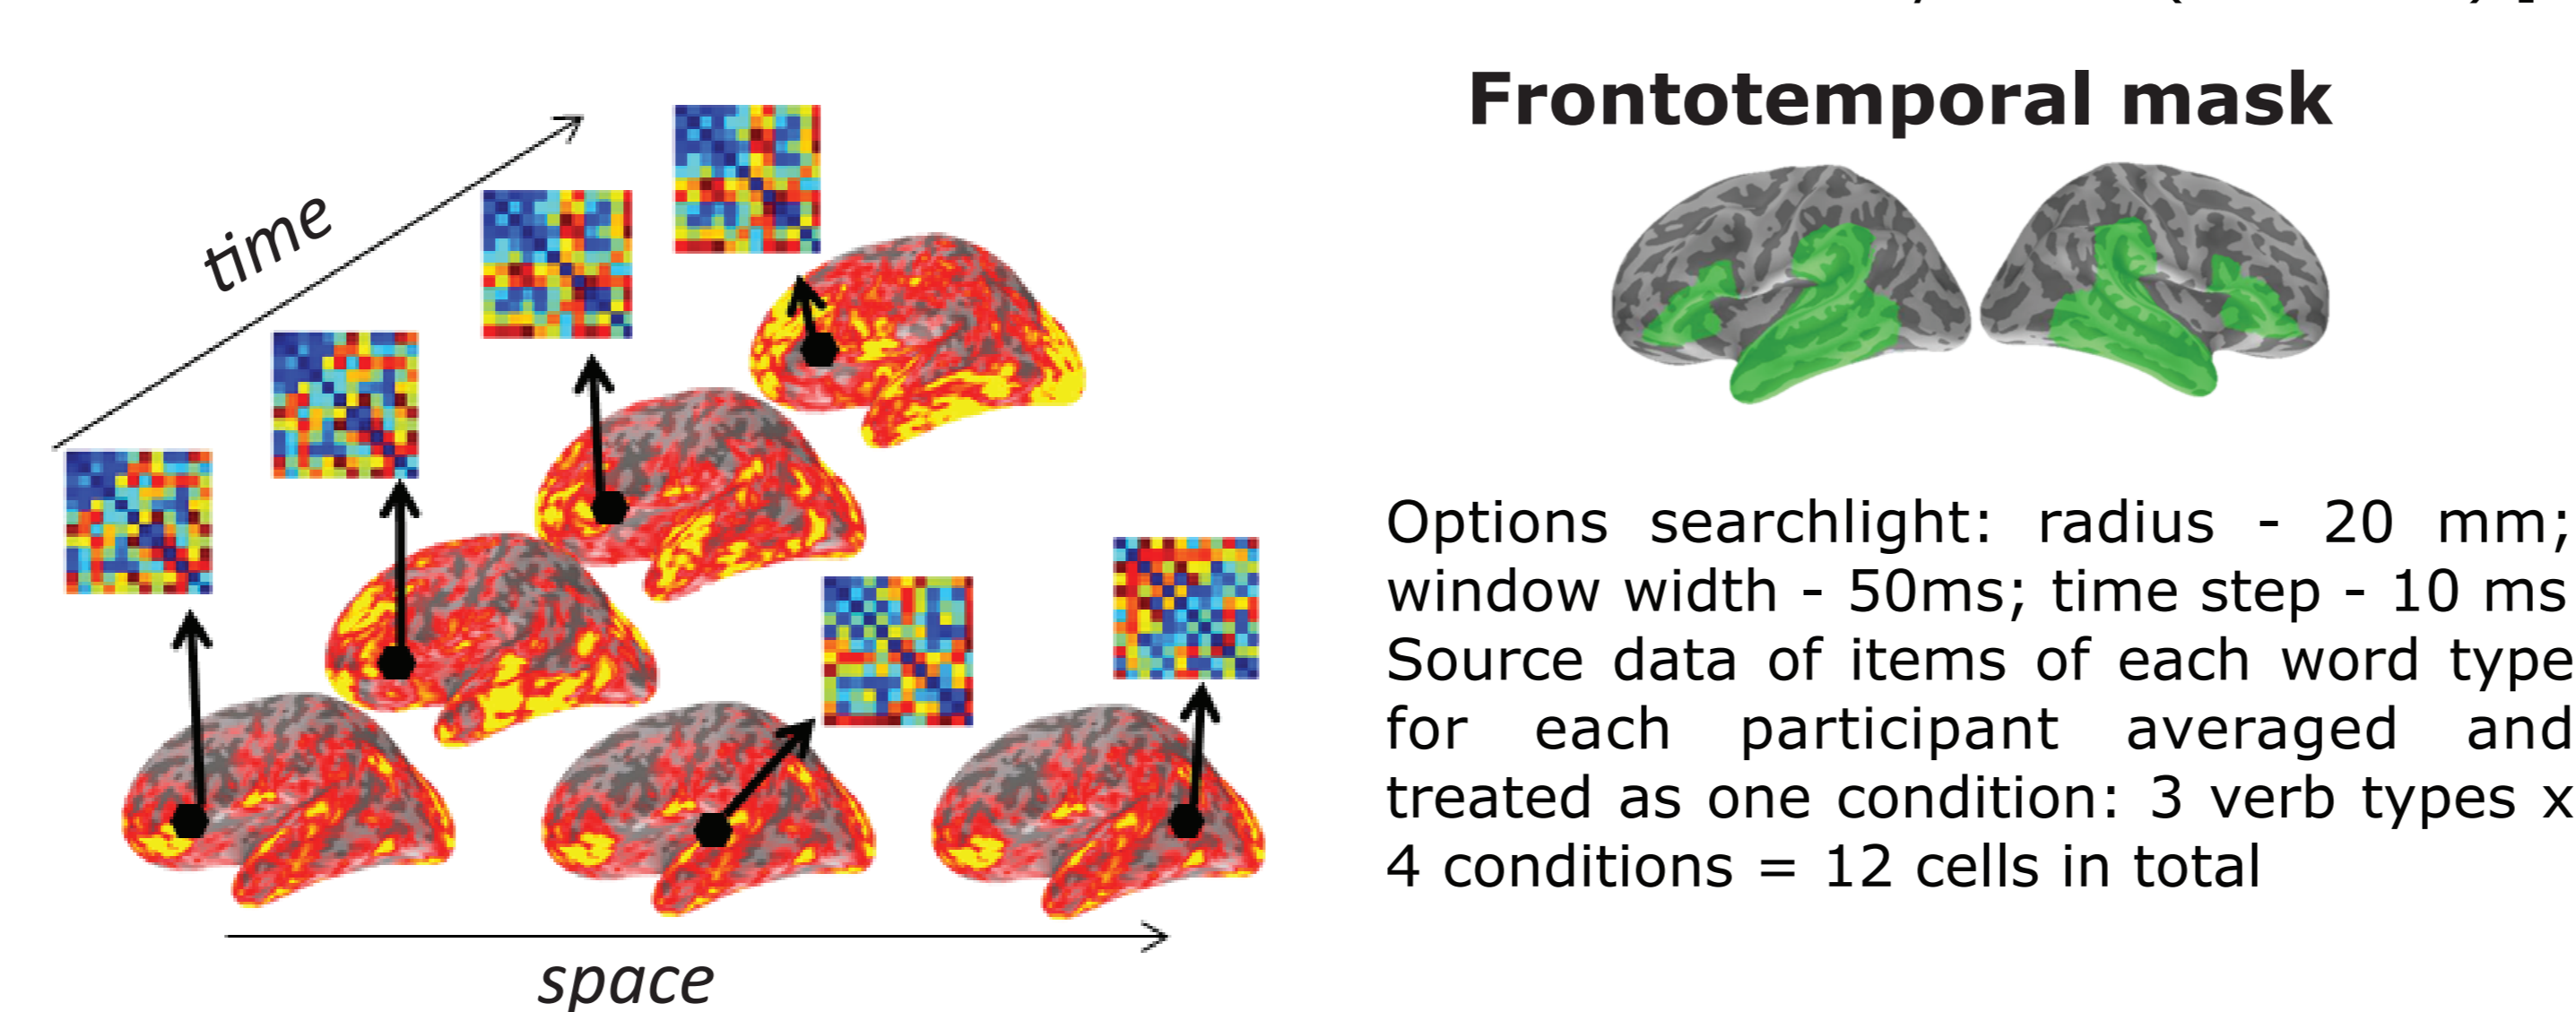 Frontotemporal mask
time
Options searchlight: radius - 20 mm;
window width - 50ms; time step - 10 ms
Source data of items of each word type
for each participant averaged and
treated as one condition: 3 verb types x
4 conditions = 12 cells in total
space